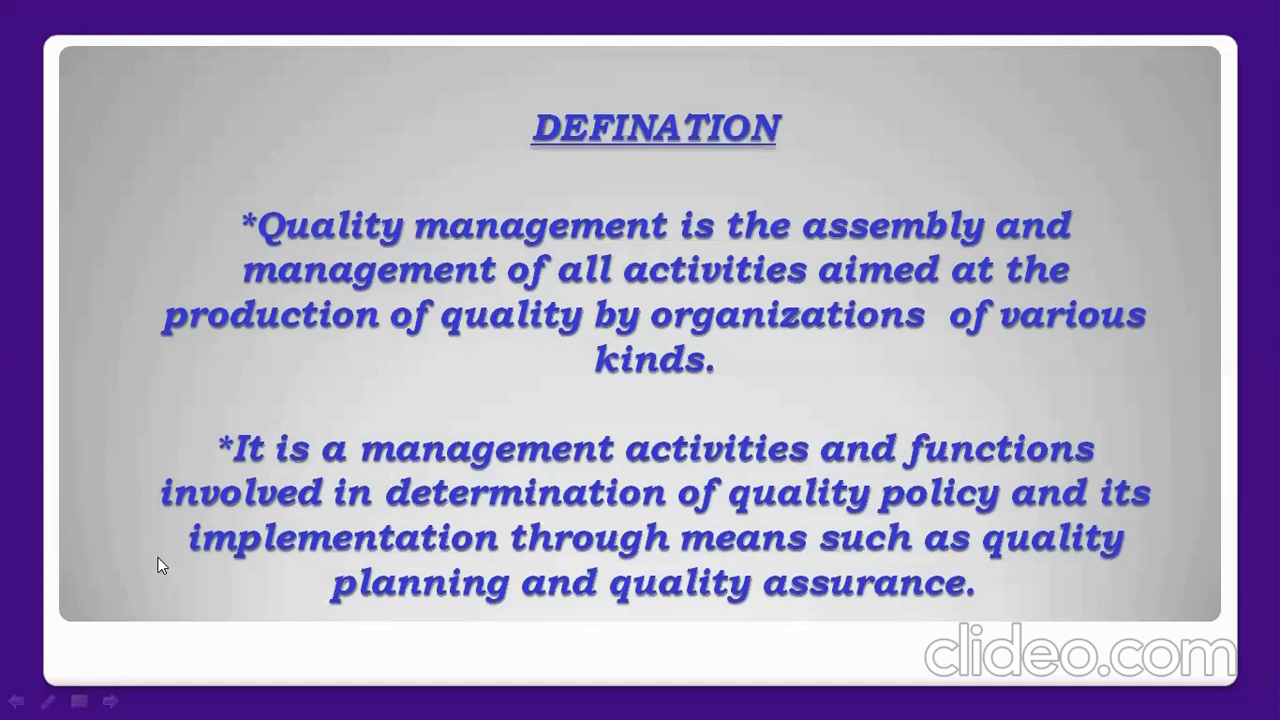 DEFINATION
*Quality management is the assembly and
management of all activities aimed at the
production of quality by organizations of various
kinds.
*It is a management activities and functions
involved in determination of quality policy and its
implementation through means such as quality
planning and quality assurance.
clideo.com